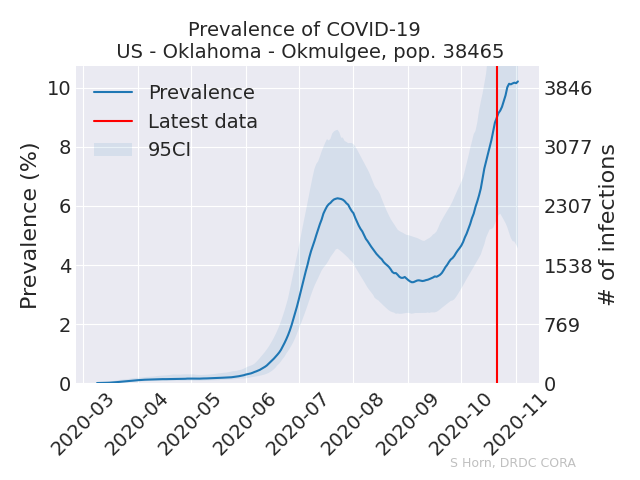 Prevalence of COVID-19
US - Oklahoma - Okmulgee, pop. 38465
Prevalence
Latest data
95CI
Prevalence (%)
10
8
6
4
2
0
3846
3077
2307
1538
769
0
# of infections
2020-03
2020-04
2020-05
2020-06
2020-07
2020-08
2020-09
2020-10
2020-11
S Horn, DRDC CORA